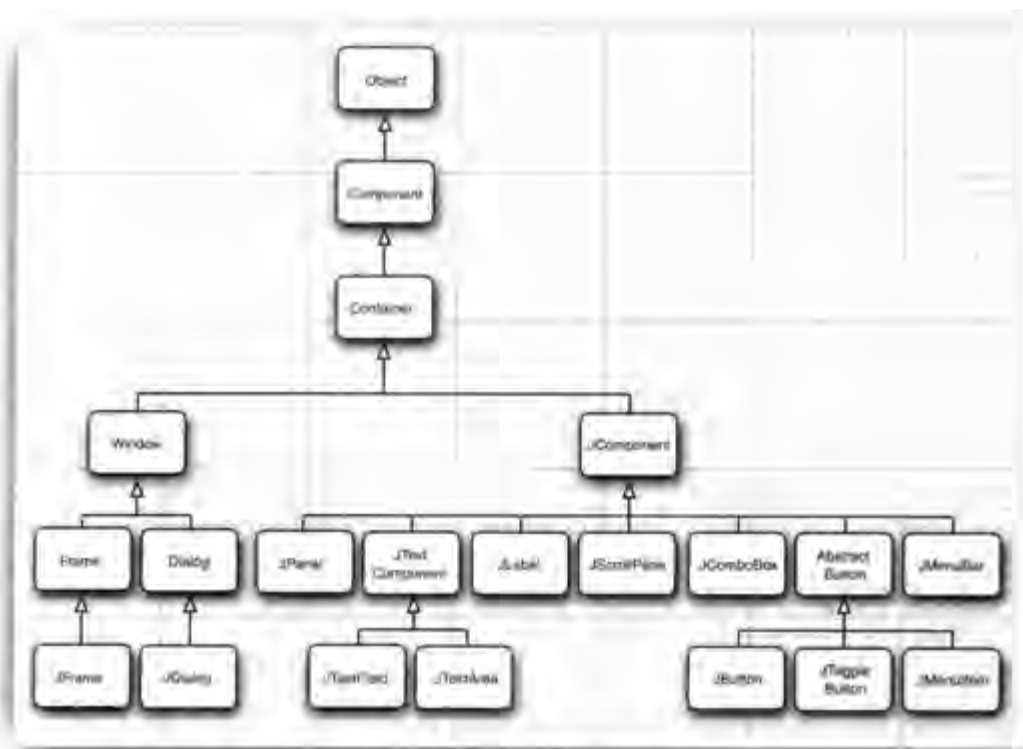 Object
JComponent
Container
Window
JComponent
Frame
Dialog
JPanel
JText
Component
JLabel
JScrollPane
JComboBox
Abstract
Button
JMenuBar
JFrame
JDialog
JTextField
JTextArea
JButton
JToggle
Button
JMenuItem